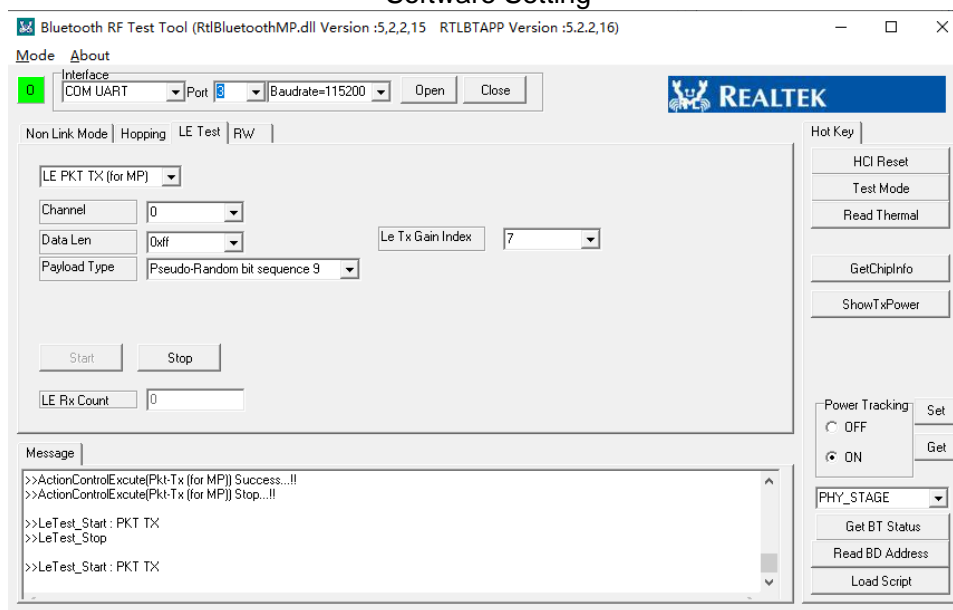 Software Setting
Bluetooth RF Test Tool (RtlBluetoothMP.dll Version :5,2,2,15 RTLBTAPP Version :5.2.2,16)
Mode About
Interface
0 COM UART Port 3 Baudrate=115200 Open Close
REALTEK
Non Link Mode Hopping LE Test RW
Hot Key
LE PKT TX (for MP)
HCI Reset
Test Mode
Channel 0
Read Thermal
Data Len 0xff
Le Tx Gain Index 7
Payload Type Pseudo-Random bit sequence 9
GetChipInfo
ShowTxPower
Start Stop
LE Rx Count 0
Power Tracking
OFF
ON
Set
Get
Message
>>ActionControlExcute(Pkt-Tx (for MP)) Success...!!
>>ActionControlExcute(Pkt-Tx (for MP)) Stop...!!
>>LeTest_Start : PKT TX
>>LeTest_Stop
>>LeTest_Start : PKT TX
PHY_STAGE
Get BT Status
Read BD Address
Load Script